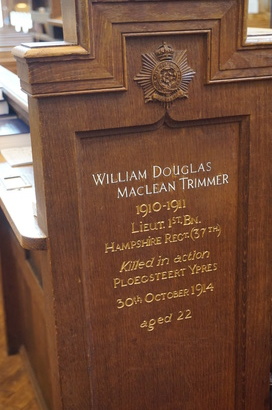 WILLIAM DOUGLAS
MACLEAN TRIMMER
1910-1911
LIEUT. 1ST. BN.
HAMPSHIRE REGT. (37TH)
Killed in action
PLOEGSTEERT YPRES
30th OCTOBER 1914
aged 22